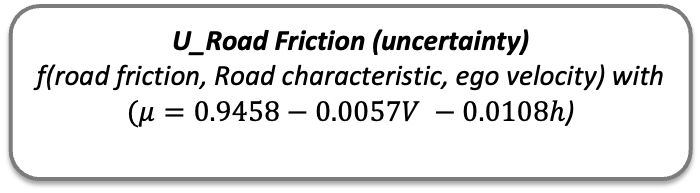 U_Road Friction (uncertainty)
f(road friction, Road characteristic, ego velocity) with
(μ = 0.9458 − 0.0057V − 0.0108h)